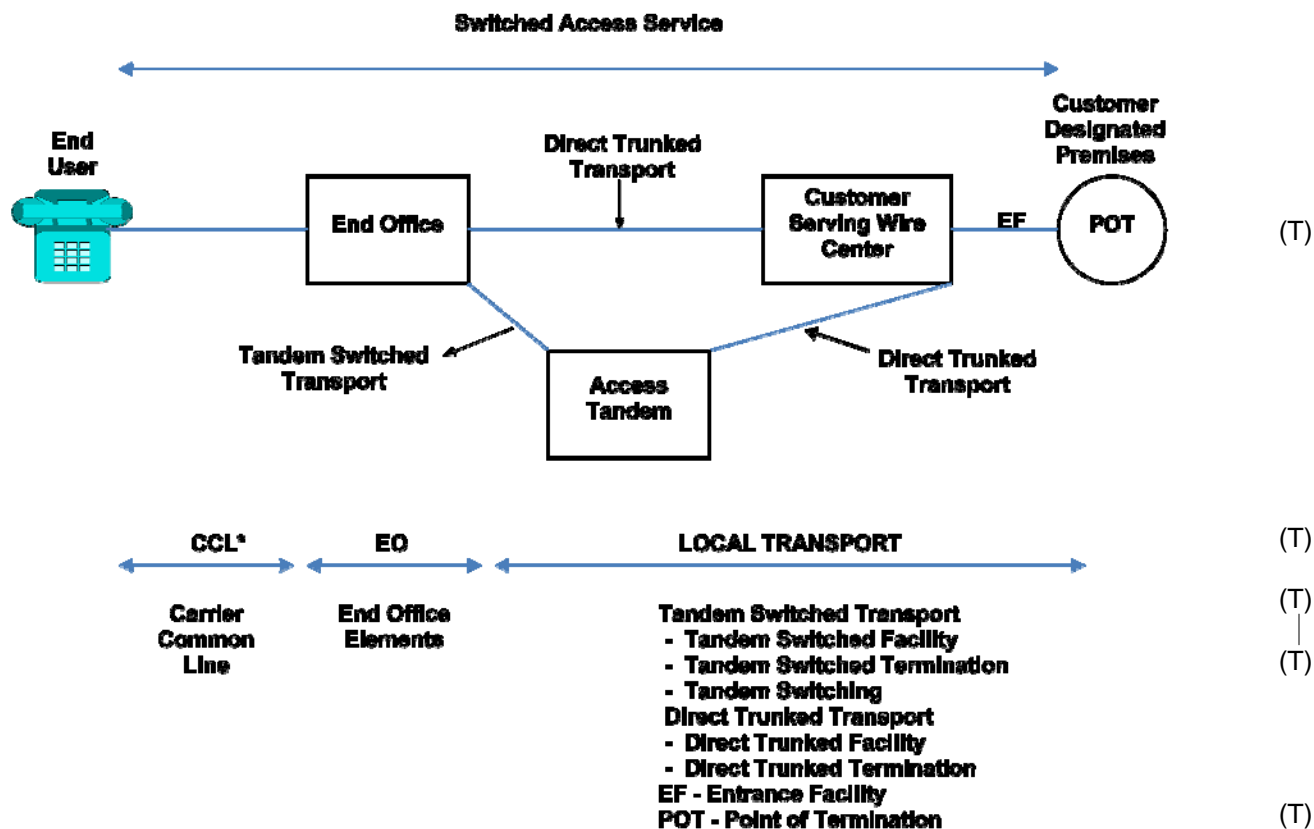 Switched Access Service
Customer
Designated
Premises
End
User
Direct Trunked
Transport
End Office
Customer
Serving Wire
Center
EF
POT
(T)
Tandem Switched
Transport
Access
Tandem
Direct Trunked
Transport
CCL*
EO
LOCAL TRANSPORT
(T)
Carrier
Common
Line
End Office
Elements
Tandem Switched Transport
(T)
- Tandem Switched Facility
- Tandem Switched Termination
(T)
- Tandem Switching
Direct Trunked Transport
- Direct Trunked Facility
- Direct Trunked Termination
EF - Entrance Facility
POT - Point of Termination
(T)